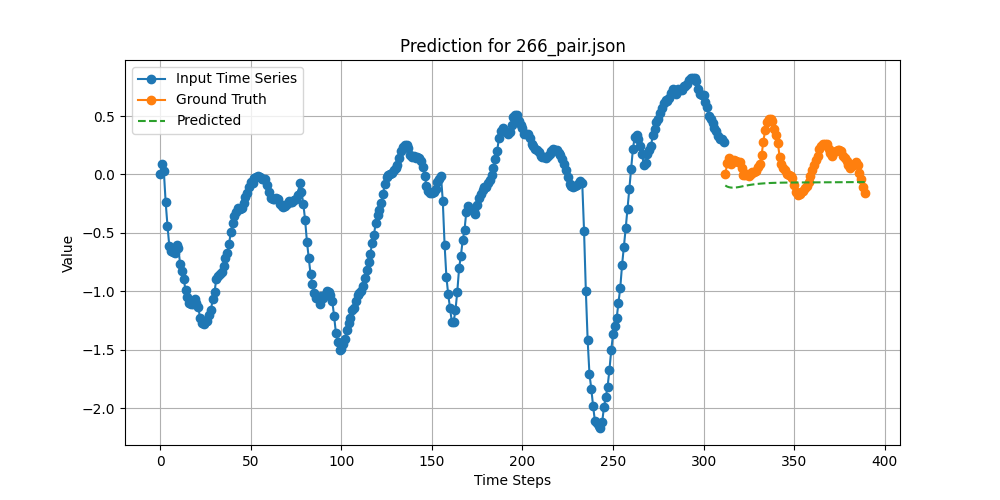 Prediction for 266_pair.json
Input Time Series
Ground Truth
Predicted
Value
0.5
0.0
−0.5
−1.0
−1.5
−2.0
0 50 100 150 200 250 300 350 400
Time Steps